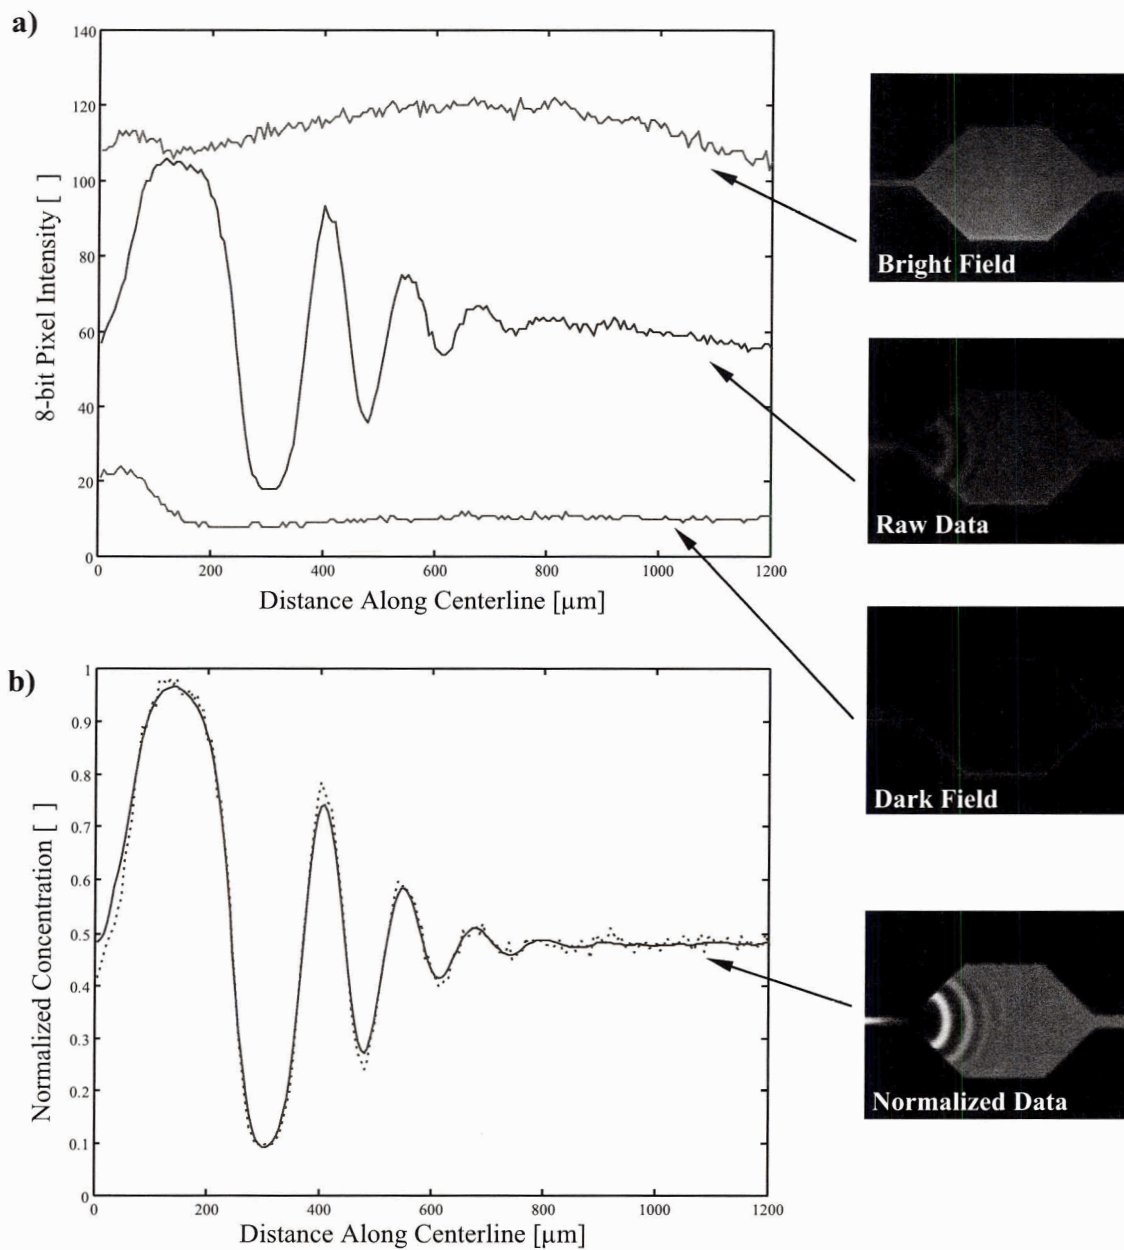 a)
140
120
100
80
60
40
20
0
8-bit Pixel Intensity [ ]
0 200 400 600 800 1000 1200
Distance Along Centerline [µm]
Bright Field
Raw Data
Dark Field
b)
1
0.9
0.8
0.7
0.6
0.5
0.4
0.3
0.2
0.1
0
Normalized Concentration [ ]
0 200 400 600 800 1000 1200
Distance Along Centerline [µm]
Normalized Data